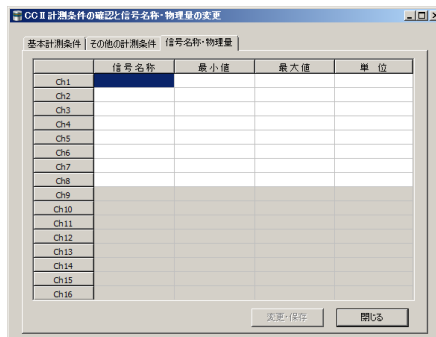 CCⅡ計測条件の確認と信号名称・物理量の変更
基本計測条件 その他の計測条件 信号名称・物理量
信号名称 最小値 最大値 単 位
Ch1
Ch2
Ch3
Ch4
Ch5
Ch6
Ch7
Ch8
Ch9
Ch10
Ch11
Ch12
Ch13
Ch14
Ch15
Ch16
変更・保存 閉じる